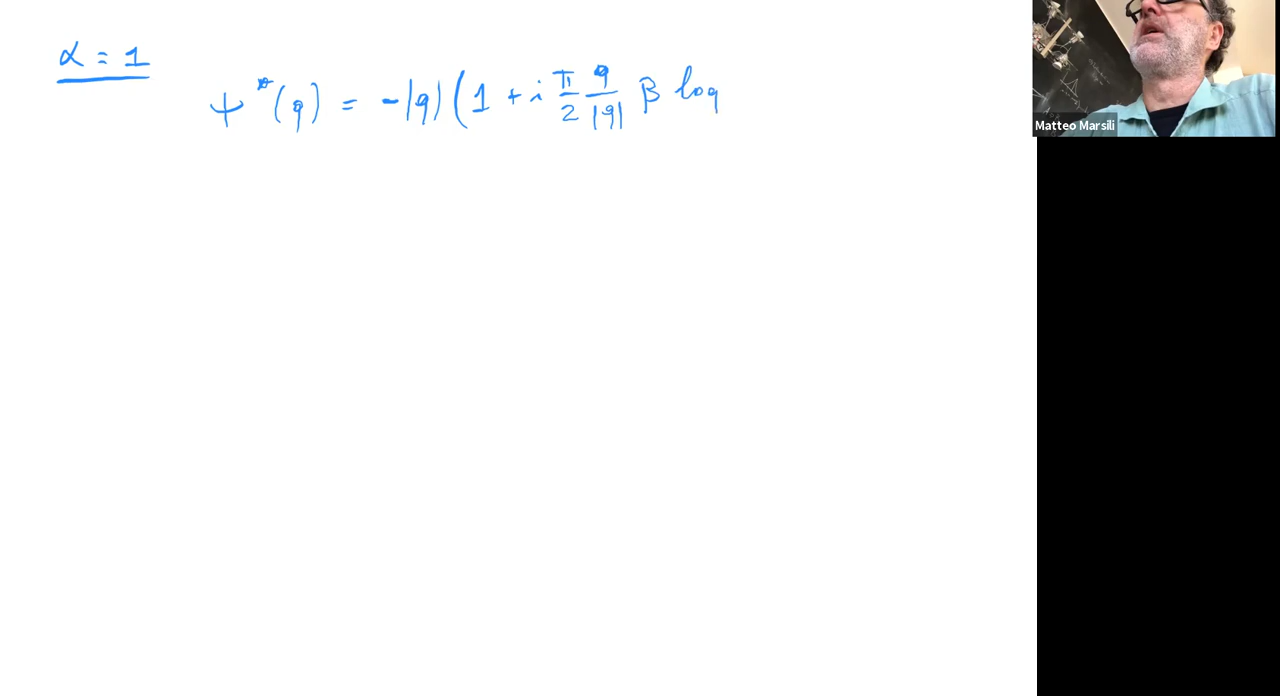 α = 1
ψ*(q) = -|q| (1 + i π/2 q/|q| β log
Matteo Marsili